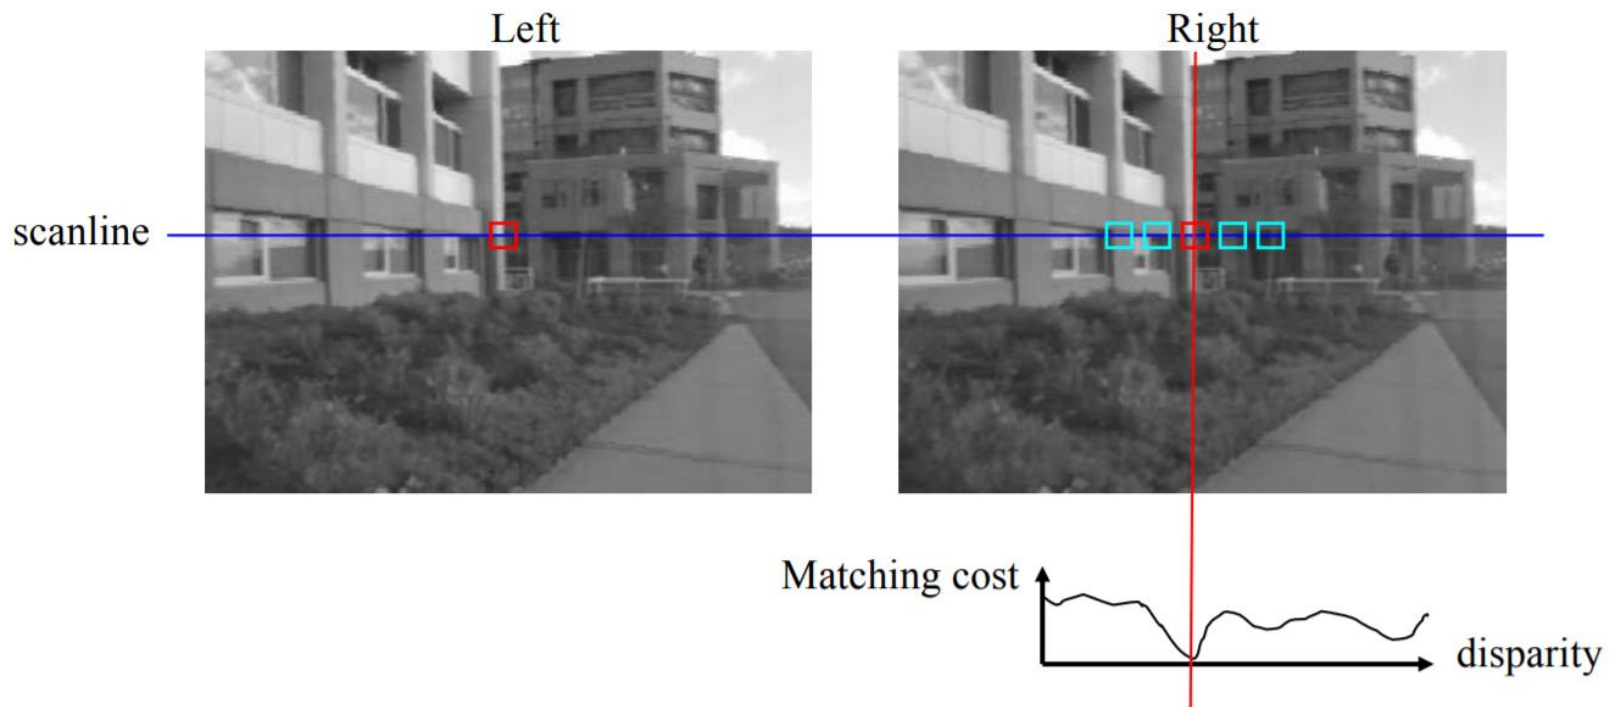 Left
Right
scanline
Matching cost
disparity